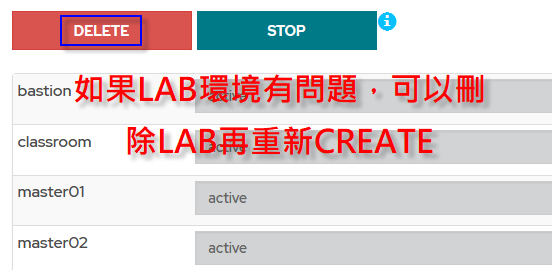 DELETE STOP i
bastion
如果LAB環境有問題，可以刪
classroom
除LAB再重新CREATE
master01 active
master02 active